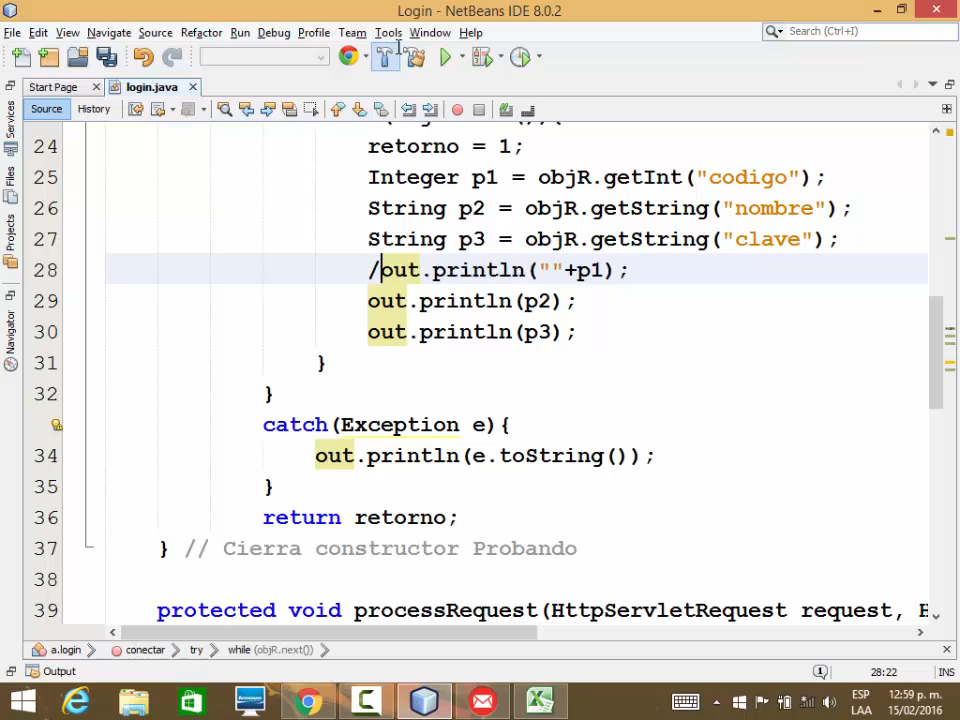 Login - NetBeans IDE 8.0.2
File Edit View Navigate Source Refactor Run Debug Profile Team Tools Window Help
Search (Ctrl+I)
Start Page login.java
Source History
Services
Files
Projects
Navigator
24 retorno = 1;
25 Integer p1 = objR.getInt("codigo");
26 String p2 = objR.getString("nombre");
27 String p3 = objR.getString("clave");
28 /out.println(""+p1);
29 out.println(p2);
30 out.println(p3);
31 }
32 }
catch(Exception e){
34 out.println(e.toString());
35 }
36 return retorno;
37 } // Cierra constructor Probando
38
39 protected void processRequest(HttpServletRequest request, H
a.login conectar try while (objR.next())
Output
1 28:22 INS
ESP 12:59 p. m.
LAA 15/02/2016